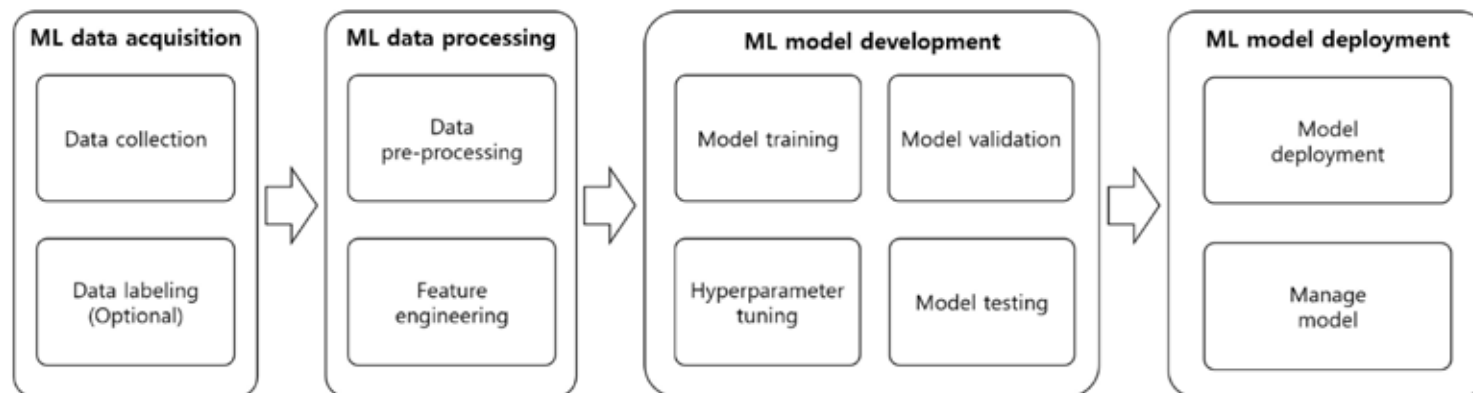 ML data acquisition
Data collection
Data labeling
(Optional)
ML data processing
Data
pre-processing
Feature
engineering
ML model development
Model training
Model validation
Hyperparameter
tuning
Model testing
ML model deployment
Model
deployment
Manage
model